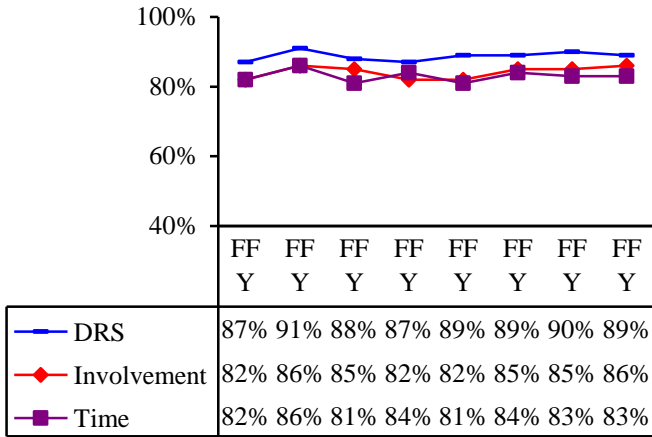 100%
80%
60%
40%
FF FF FF FF FF FF FF FF
Y Y Y Y Y Y Y Y
DRS 87% 91% 88% 87% 89% 89% 90% 89%
Involvement 82% 86% 85% 82% 82% 85% 85% 86%
Time 82% 86% 81% 84% 81% 84% 83% 83%